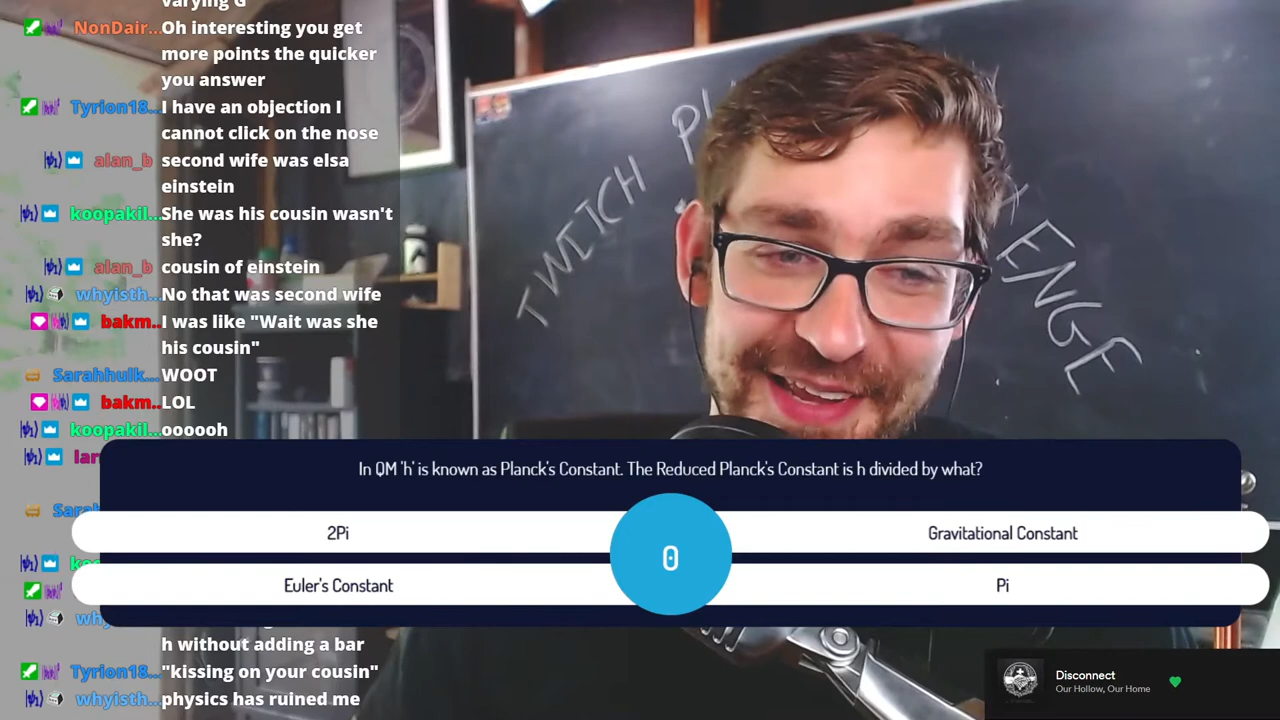 varying G
NonDair... Oh interesting you get
more points the quicker
you answer
Tyrion18... I have an objection I
cannot click on the nose
alan_b second wife was elsa
einstein
koopakil... She was his cousin wasn't
she?
alan_b cousin of einstein
whyisth... No that was second wife
bakm.. I was like "Wait was she
his cousin"
Sarahhulk.... WOOT
bakm.. LOL
koopakil... oooooh
lar
h without adding a bar
Tyrion18... "kissing on your cousin"
whyisth... physics has ruined me
TWITCH
ENGE
In QM 'h' is known as Planck's Constant. The Reduced Planck's Constant is h divided by what?
2Pi
Gravitational Constant
0
Euler's Constant
Pi
Disconnect
Our Hollow, Our Home